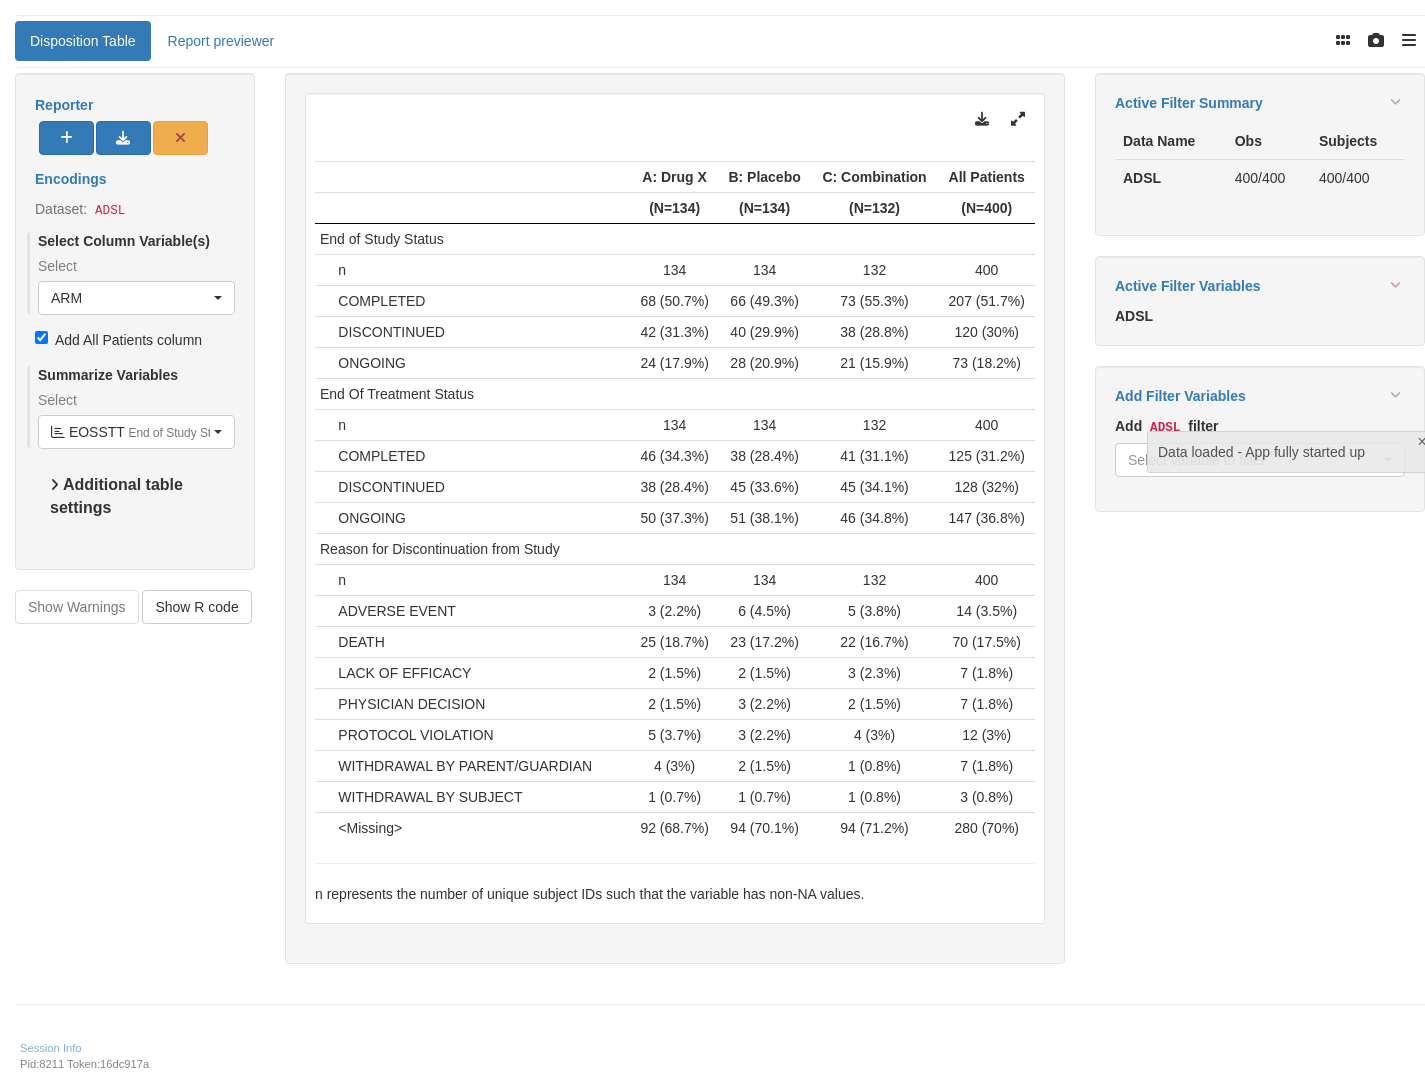 Disposition Table Report previewer
Reporter
Encodings
Dataset: ADSL
Select Column Variable(s)
Select
ARM
Add All Patients column
Summarize Variables
Select
EOSSTT End of Study St
Additional table
settings
Show Warnings Show R code
A: Drug X B: Placebo C: Combination All Patients
(N=134) (N=134) (N=132) (N=400)
End of Study Status
n 134 134 132 400
COMPLETED 68 (50.7%) 66 (49.3%) 73 (55.3%) 207 (51.7%)
DISCONTINUED 42 (31.3%) 40 (29.9%) 38 (28.8%) 120 (30%)
ONGOING 24 (17.9%) 28 (20.9%) 21 (15.9%) 73 (18.2%)
End Of Treatment Status
n 134 134 132 400
COMPLETED 46 (34.3%) 38 (28.4%) 41 (31.1%) 125 (31.2%)
DISCONTINUED 38 (28.4%) 45 (33.6%) 45 (34.1%) 128 (32%)
ONGOING 50 (37.3%) 51 (38.1%) 46 (34.8%) 147 (36.8%)
Reason for Discontinuation from Study
n 134 134 132 400
ADVERSE EVENT 3 (2.2%) 6 (4.5%) 5 (3.8%) 14 (3.5%)
DEATH 25 (18.7%) 23 (17.2%) 22 (16.7%) 70 (17.5%)
LACK OF EFFICACY 2 (1.5%) 2 (1.5%) 3 (2.3%) 7 (1.8%)
PHYSICIAN DECISION 2 (1.5%) 3 (2.2%) 2 (1.5%) 7 (1.8%)
PROTOCOL VIOLATION 5 (3.7%) 3 (2.2%) 4 (3%) 12 (3%)
WITHDRAWAL BY PARENT/GUARDIAN 4 (3%) 2 (1.5%) 1 (0.8%) 7 (1.8%)
WITHDRAWAL BY SUBJECT 1 (0.7%) 1 (0.7%) 1 (0.8%) 3 (0.8%)
<Missing> 92 (68.7%) 94 (70.1%) 94 (71.2%) 280 (70%)
n represents the number of unique subject IDs such that the variable has non-NA values.
Active Filter Summary
Data Name Obs Subjects
ADSL 400/400 400/400
Active Filter Variables
ADSL
Add Filter Variables
Add ADSL filter
Data loaded - App fully started up ×
Select variable to filter
Session Info
Pid:8211 Token:16dc917a